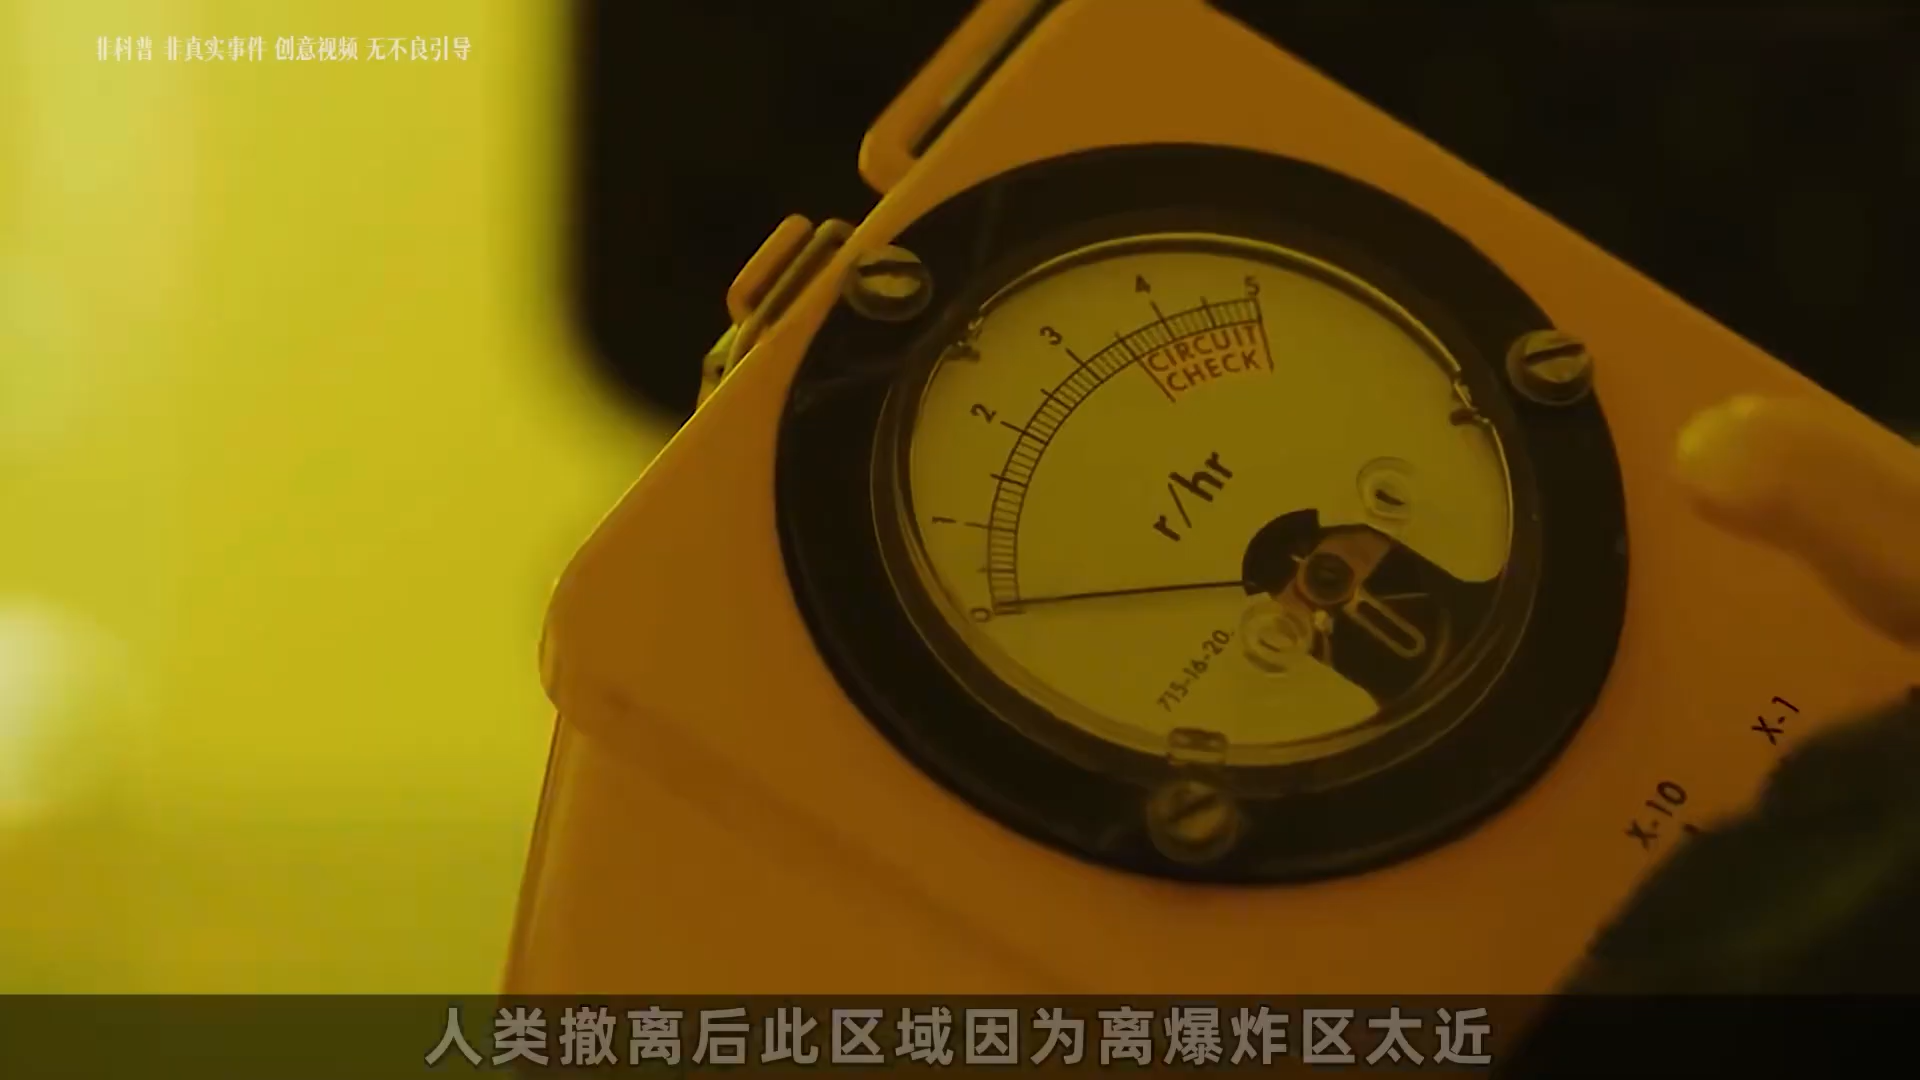 非科普 非真实事件 创意视频 无不良引导
0
1
2
3
4
5
CIRCUIT
CHECK
r/hr
715-16-20
X-1
X-10
人类撤离后此区域因为离爆炸区太近